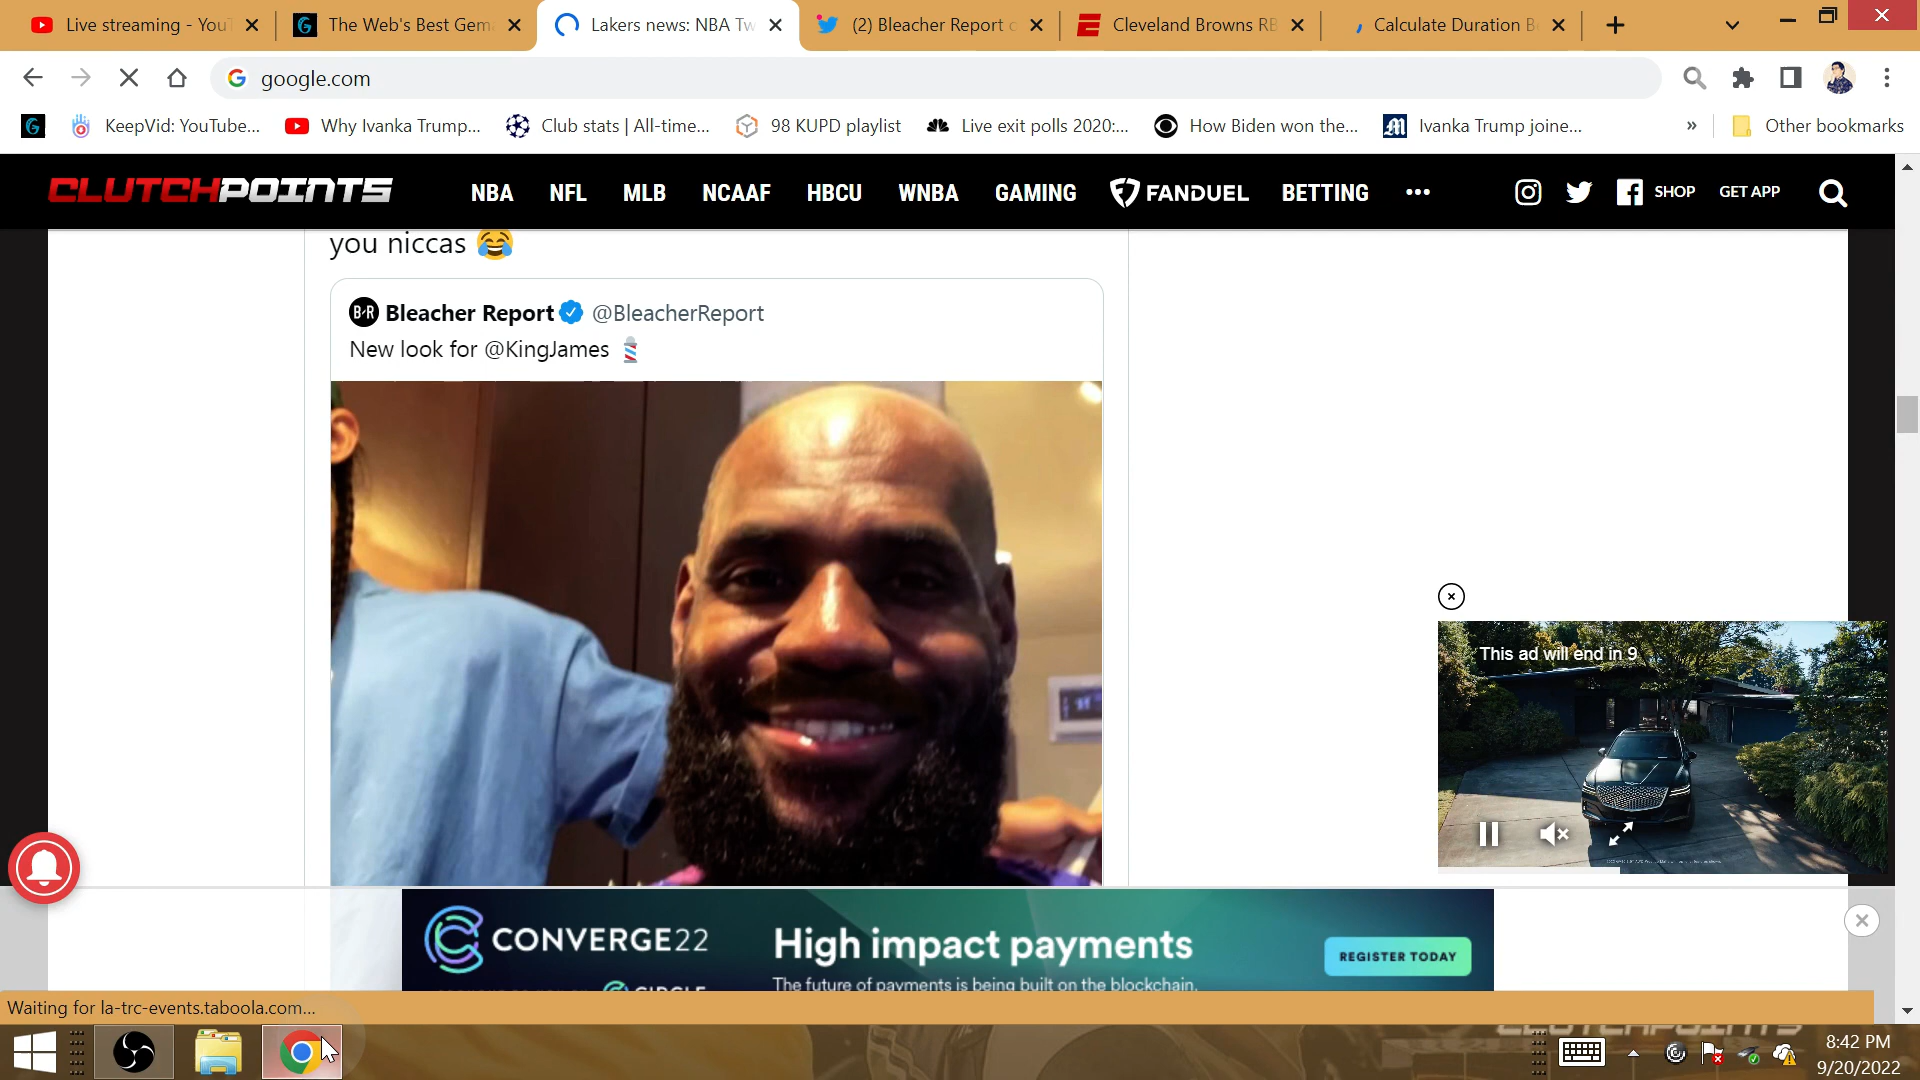 Live streaming - YouT
The Web's Best Gem
Lakers news: NBA Tw
(2) Bleacher Report
Cleveland Browns RB
Calculate Duration B
google.com
KeepVid: YouTube...
Why Ivanka Trump...
Club stats | All-time...
98 KUPD playlist
Live exit polls 2020:...
How Biden won the...
Ivanka Trump joine...
»
Other bookmarks
CLUTCHPOINTS
NBA
NFL
MLB
NCAAF
HBCU
WNBA
GAMING
FANDUEL
BETTING
•••
SHOP
GET APP
you niccas 😂
B/R Bleacher Report @BleacherReport
New look for @KingJames 💈
This ad will end in 9
CONVERGE22
High impact payments
REGISTER TODAY
The future of payments is being built on the blockchain.
CIRCLE
Waiting for la-trc-events.taboola.com...
CLUTCHPOINTS
8:42 PM
9/20/2022